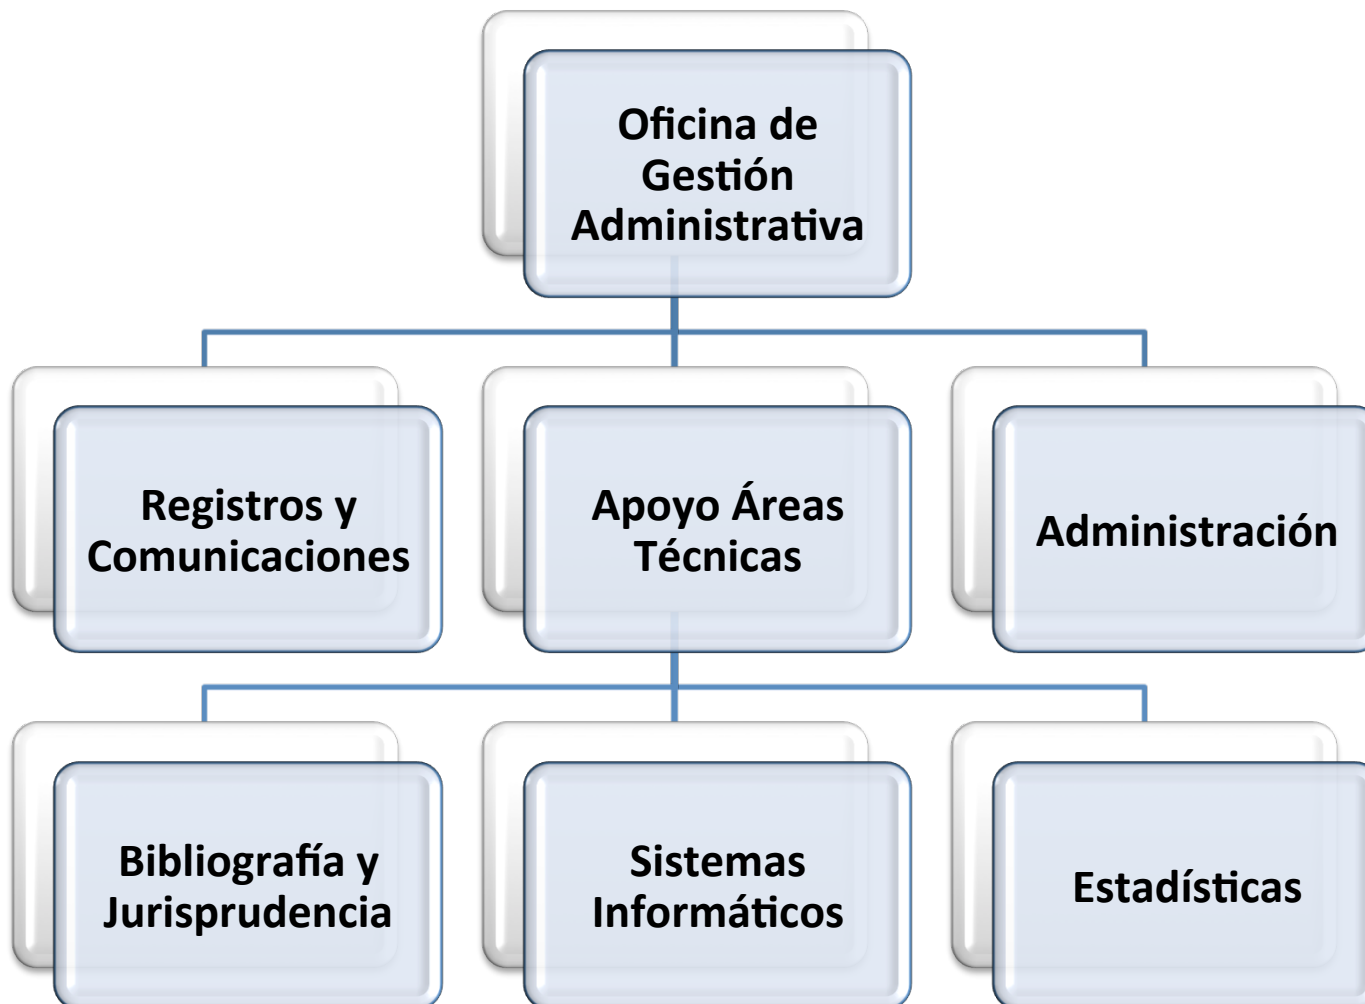 Oficina de
Gestión
Administrativa
Registros y
Comunicaciones
Apoyo Áreas
Técnicas
Administración
Bibliografía y
Jurisprudencia
Sistemas
Informáticos
Estadísticas